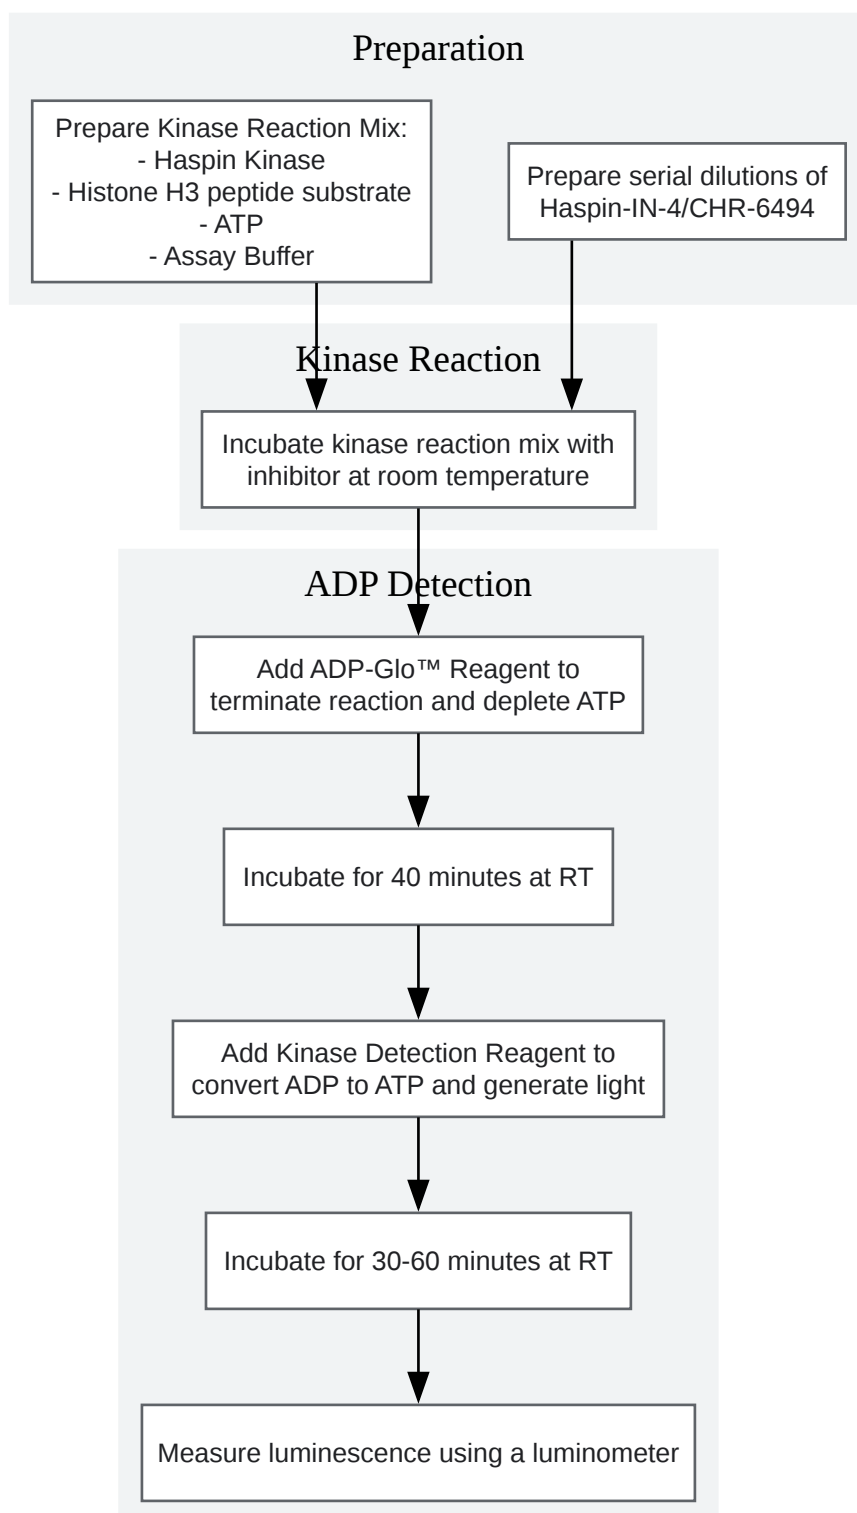 Preparation
Prepare Kinase Reaction Mix:
- Haspin Kinase
- Histone H3 peptide substrate
- ATP
- Assay Buffer
Prepare serial dilutions of
Haspin-IN-4/CHR-6494
Kinase Reaction
Incubate kinase reaction mix with
inhibitor at room temperature
ADP Detection
Add ADP-Glo™ Reagent to
terminate reaction and deplete ATP
Incubate for 40 minutes at RT
Add Kinase Detection Reagent to
convert ADP to ATP and generate light
Incubate for 30-60 minutes at RT
Measure luminescence using a luminometer